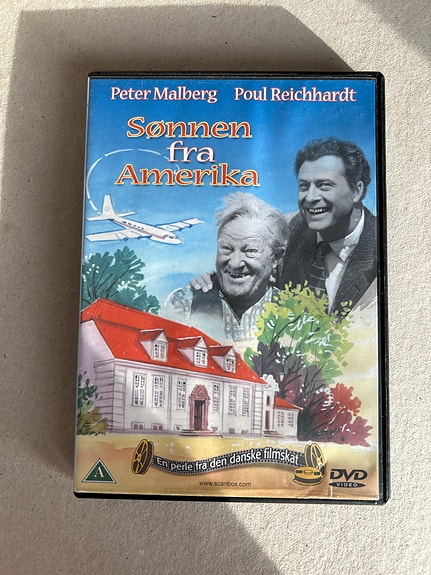 Peter Malberg Poul Reichhardt
Sønnen
fra
Amerika
En perle fra den danske filmskat
A
www.scanbox.com
DVD
VIDEO